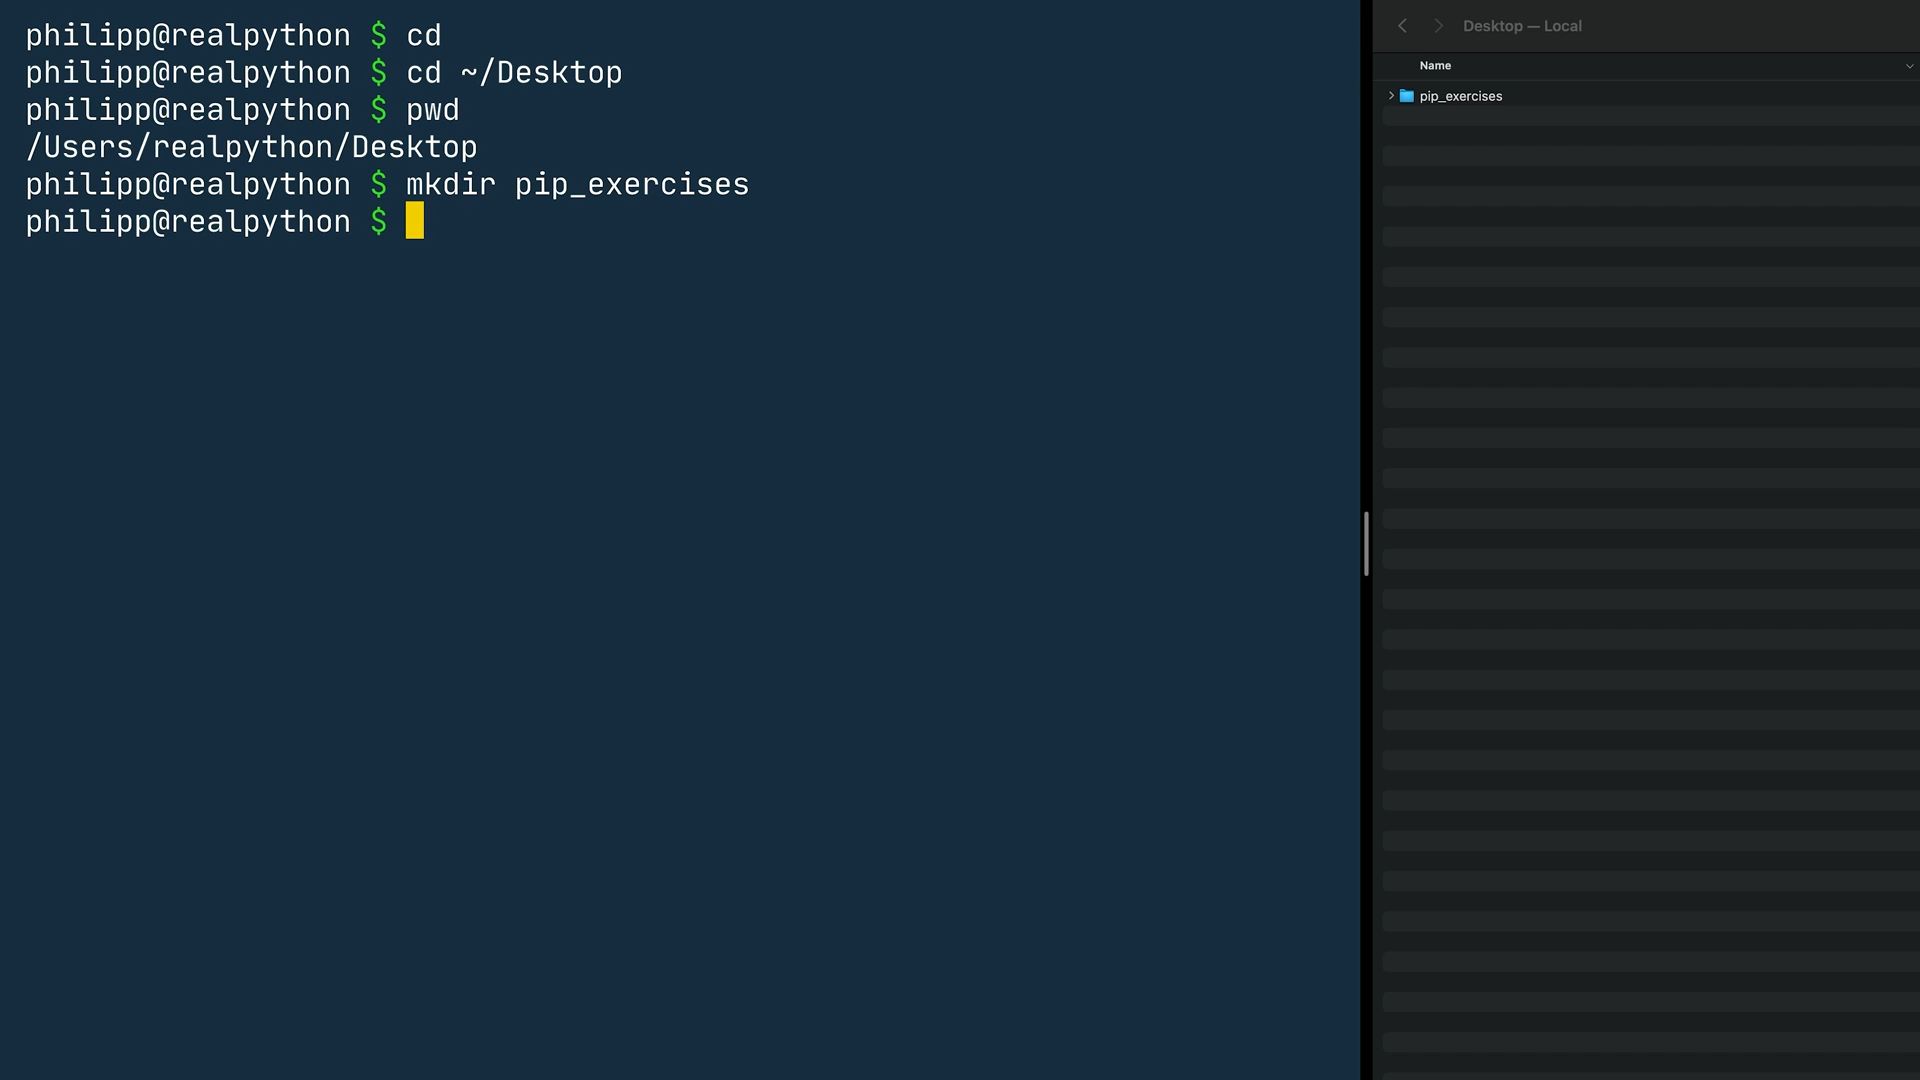 philipp@realpython $ cd
philipp@realpython $ cd ~/Desktop
philipp@realpython $ pwd
/Users/realpython/Desktop
philipp@realpython $ mkdir pip_exercises
philipp@realpython $
Desktop — Local
Name
pip_exercises